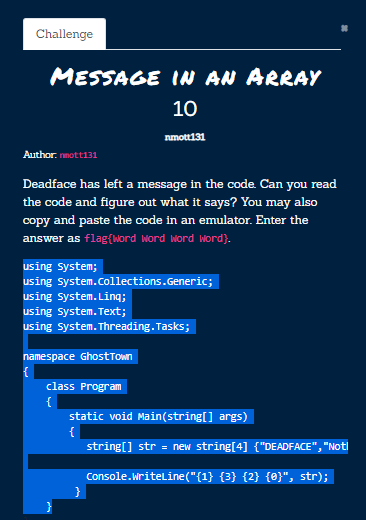 Challenge
×
Message in an Array
10
nmott131
Author: nmott131
Deadface has left a message in the code. Can you read
the code and figure out what it says? You may also
copy and paste the code in an emulator. Enter the
answer as flag{Word Word Word Word}.
using System;
using System.Collections.Generic;
using System.Linq;
using System.Text;
using System.Threading.Tasks;
namespace GhostTown
{
class Program
{
static void Main(string[] args)
{
string[] str = new string[4] {"DEADFACE","Not
Console.WriteLine("{1} {3} {2} {0}", str);
}
}